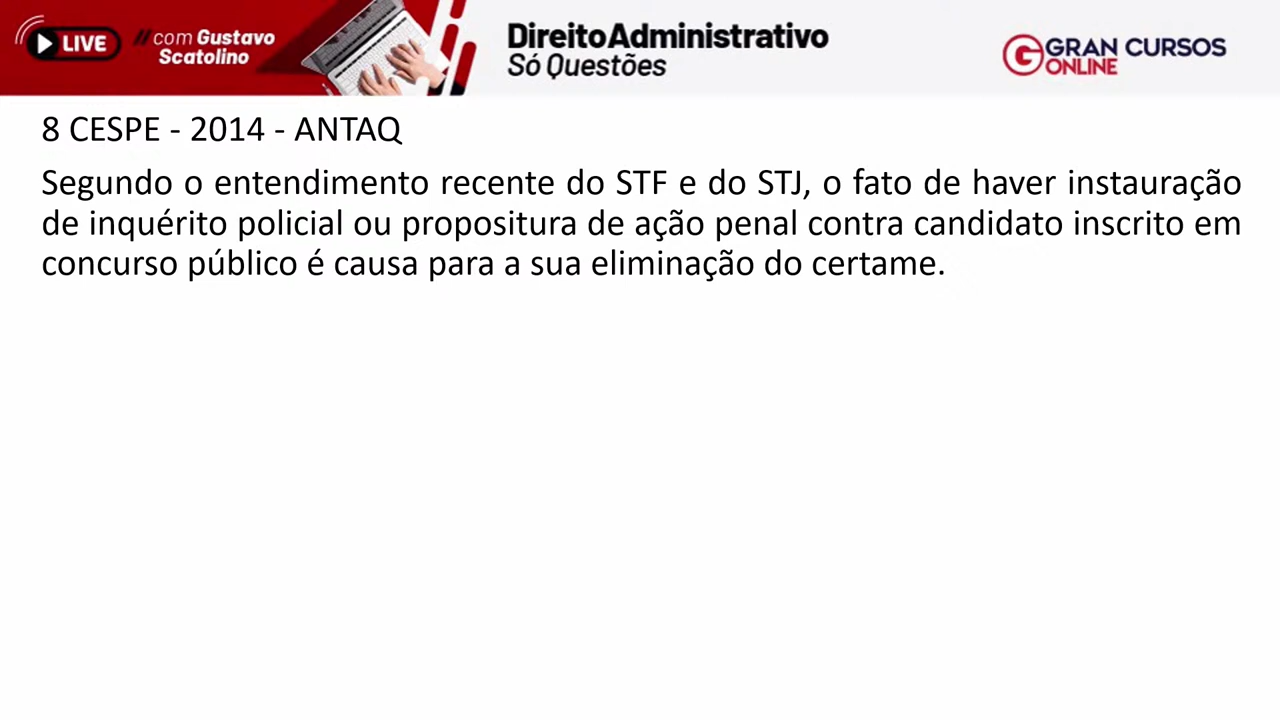 LIVE
// com Gustavo
Scatolino
DireitoAdministrativo
Só Questões
GRAN CURSOS
ONLINE
8 CESPE - 2014 - ANTAQ
Segundo o entendimento recente do STF e do STJ, o fato de haver instauração
de inquérito policial ou propositura de ação penal contra candidato inscrito em
concurso público é causa para a sua eliminação do certame.